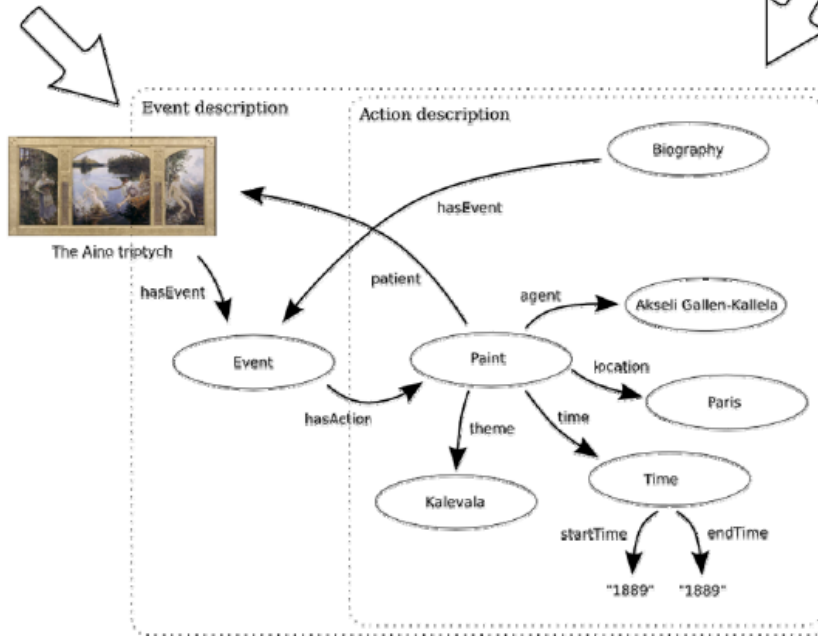 Event description
Action description
Biography
hasEvent
The Aino triptych
hasEvent
patient
agent
Akseli Gallen-Kallela
Event
Paint
location
Paris
hasAction
theme
time
Time
Kalevala
startTime
endTime
"1889"
"1889"